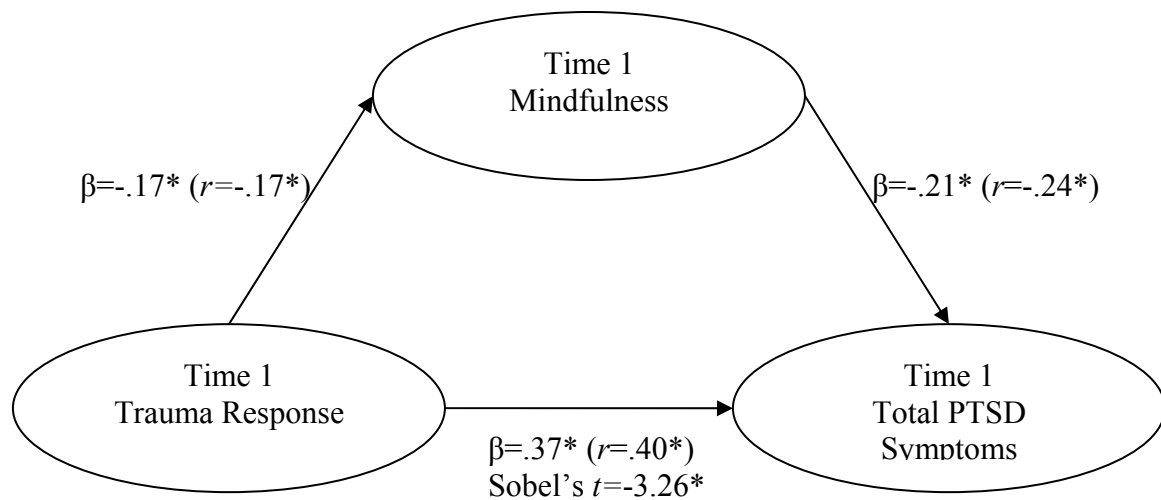 Time 1
Mindfulness
β=-.17* (r=-.17*)
β=-.21* (r=-.24*)
Time 1
Trauma Response
Time 1
Total PTSD
Symptoms
β=.37* (r=.40*)
Sobel’s t=-3.26*